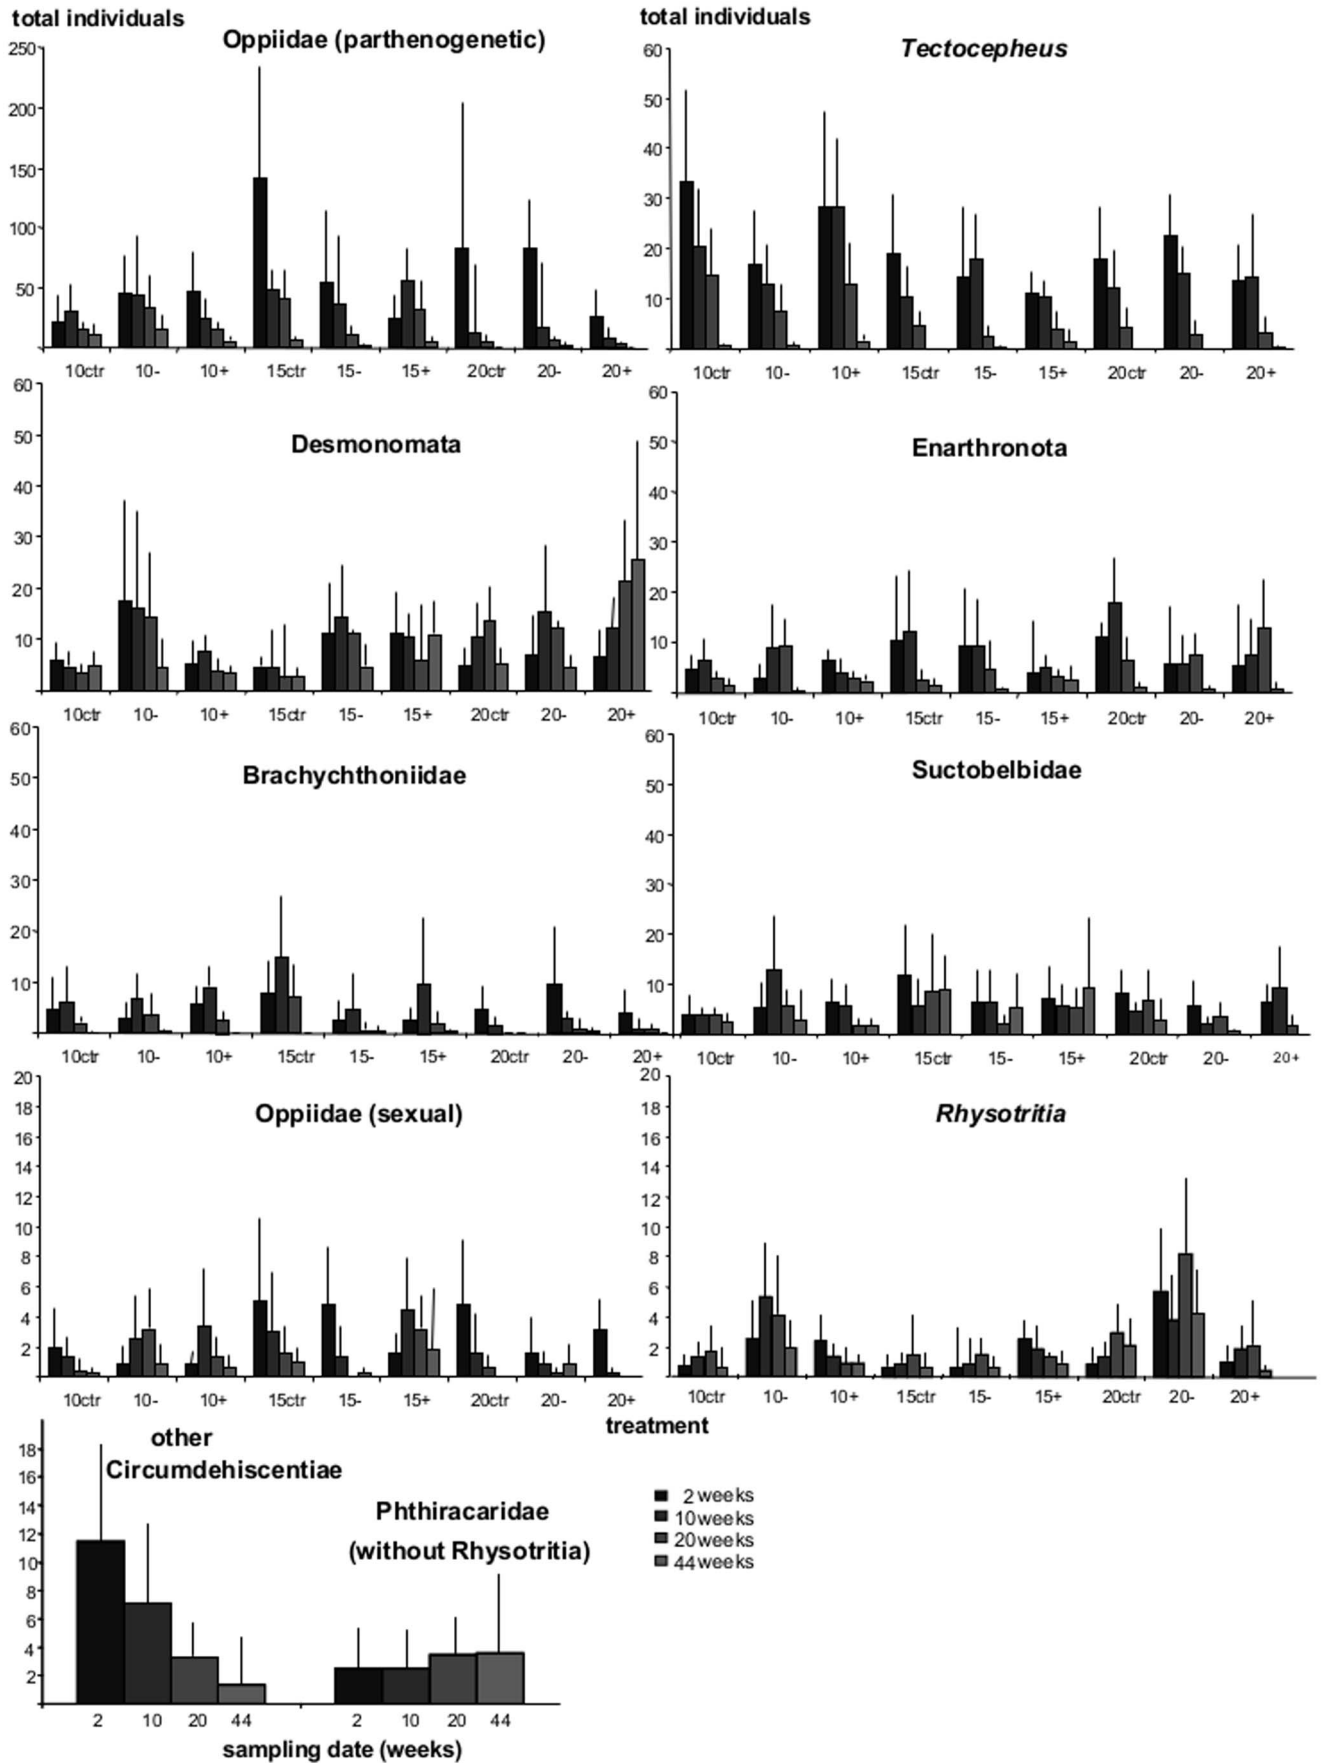 total individuals
Oppiidae (parthenogenetic)
250
200
150
100
50
10ctr 10- 10+ 15ctr 15- 15+ 20ctr 20- 20+
total individuals
Tectocepheus
60
50
40
30
20
10
10ctr 10- 10+ 15ctr 15- 15+ 20ctr 20- 20+
Desmonomata
60
50
40
30
20
10
10ctr 10- 10+ 15ctr 15- 15+ 20ctr 20- 20+
Enarthronota
60
50
40
30
20
10
10ctr 10- 10+ 15ctr 15- 15+ 20ctr 20- 20+
Brachychthoniidae
60
50
40
30
20
10
10ctr 10- 10+ 15ctr 15- 15+ 20ctr 20- 20+
Suctobelbidae
60
50
40
30
20
10
10ctr 10- 10+ 15ctr 15- 15+ 20ctr 20- 20+
Oppiidae (sexual)
20
18
16
14
12
10
8
6
4
2
10ctr 10- 10+ 15ctr 15- 15+ 20ctr 20- 20+
Rhysotritia
20
18
16
14
12
10
8
6
4
2
10ctr 10- 10+ 15ctr 15- 15+ 20ctr 20- 20+
treatment
other
Circumdehiscentiae
Phthiracaridae
(without Rhysotritia)
18
16
14
12
10
8
6
4
2
2 10 20 44 2 10 20 44
sampling date (weeks)
2 weeks
10weeks
20weeks
44weeks